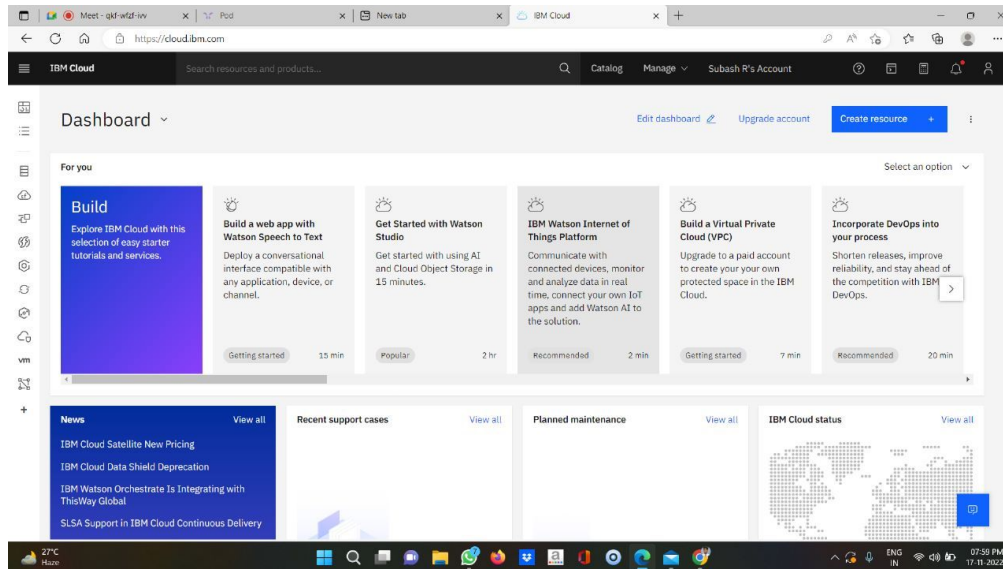 Meet - qkf-wfzf-ivv
Pod
New tab
IBM Cloud
https://cloud.ibm.com
IBM Cloud
Search resources and products...
Catalog
Manage
Subash R's Account
Dashboard
Edit dashboard
Upgrade account
Create resource +
For you
Select an option
Build
Explore IBM Cloud with this
selection of easy starter
tutorials and services.
Build a web app with
Watson Speech to Text
Deploy a conversational
interface compatible with
any application, device, or
channel.
Getting started
15 min
Get Started with Watson
Studio
Get started with using AI
and Cloud Object Storage in
15 minutes.
Popular
2 hr
IBM Watson Internet of
Things Platform
Communicate with
connected devices, monitor
and analyze data in real
time, connect your own IoT
apps and add Watson AI to
the solution.
Recommended
2 min
Build a Virtual Private
Cloud (VPC)
Upgrade to a paid account
to create your your own
protected space in the IBM
Cloud.
Getting started
7 min
Incorporate DevOps into
your process
Shorten releases, improve
reliability, and stay ahead of
the competition with IBM
DevOps.
Recommended
20 min
vm
News
View all
IBM Cloud Satellite New Pricing
IBM Cloud Data Shield Deprecation
IBM Watson Orchestrate Is Integrating with
ThisWay Global
SLSA Support in IBM Cloud Continuous Delivery
Recent support cases
View all
Planned maintenance
View all
IBM Cloud status
View all
27°C
Haze
ENG
IN
07:59 PM
17-11-2022